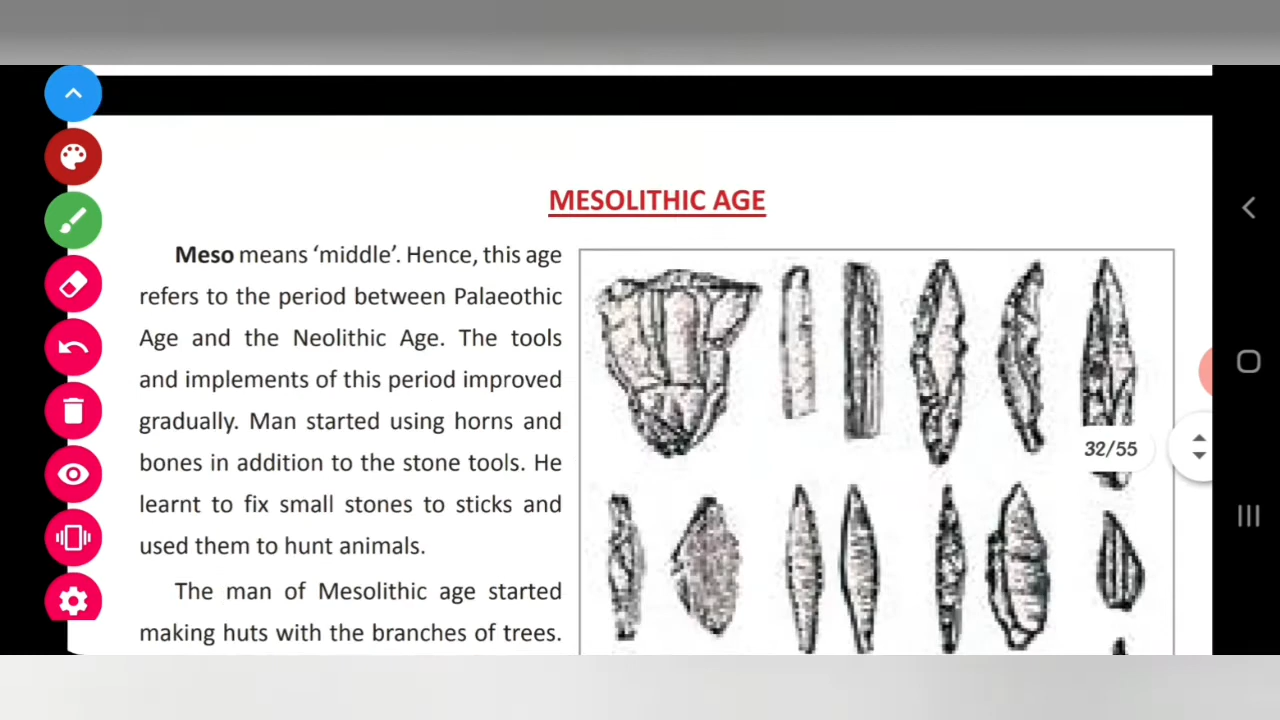 MESOLITHIC AGE
Meso means ‘middle’. Hence, this age
refers to the period between Palaeothic
Age and the Neolithic Age. The tools
and implements of this period improved
gradually. Man started using horns and
bones in addition to the stone tools. He
learnt to fix small stones to sticks and
used them to hunt animals.
The man of Mesolithic age started
making huts with the branches of trees.
32/55